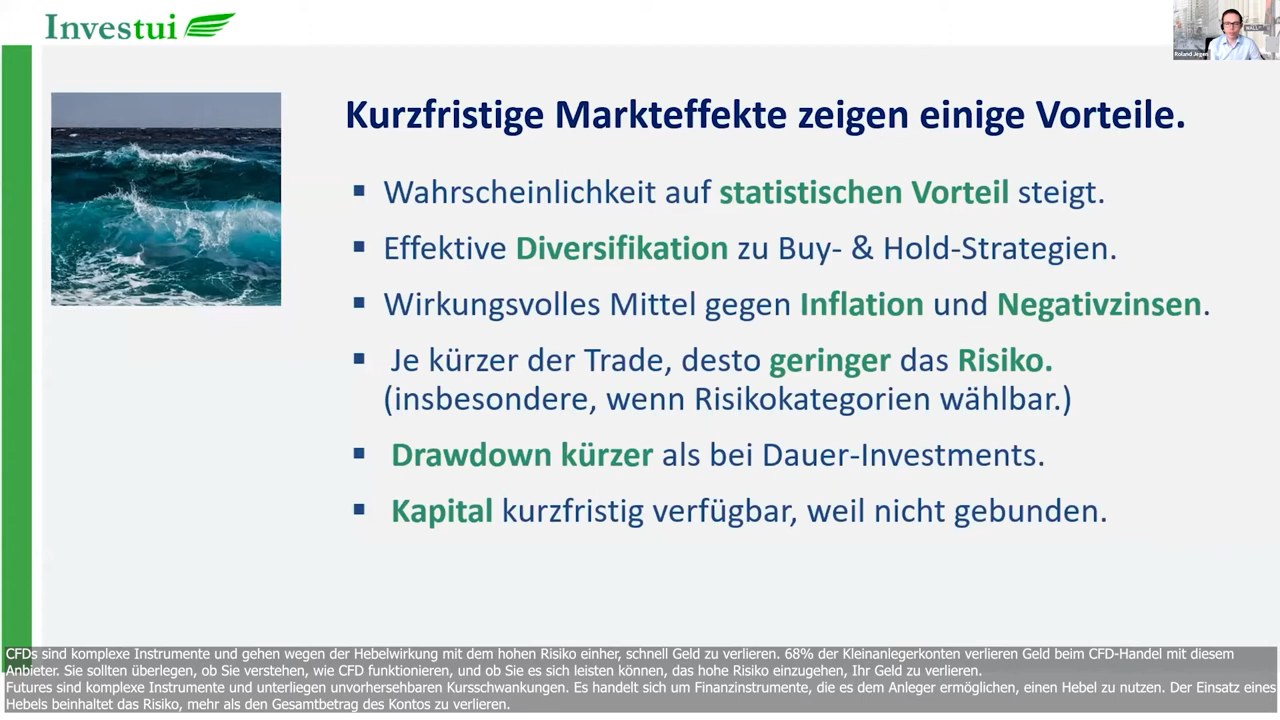 Investui
Roland Jegen
Kurzfristige Markteffekte zeigen einige Vorteile.
Wahrscheinlichkeit auf statistischen Vorteil steigt.
Effektive Diversifikation zu Buy- & Hold-Strategien.
Wirkungsvolles Mittel gegen Inflation und Negativzinsen.
Je kürzer der Trade, desto geringer das Risiko.
(insbesondere, wenn Risikokategorien wählbar.)
Drawdown kürzer als bei Dauer-Investments.
Kapital kurzfristig verfügbar, weil nicht gebunden.
CFDs sind komplexe Instrumente und gehen wegen der Hebelwirkung mit dem hohen Risiko einher, schnell Geld zu verlieren. 68% der Kleinanlegerkonten verlieren Geld beim CFD-Handel mit diesem
Anbieter. Sie sollten überlegen, ob Sie verstehen, wie CFD funktionieren, und ob Sie es sich leisten können, das hohe Risiko einzugehen, Ihr Geld zu verlieren.
Futures sind komplexe Instrumente und unterliegen unvorhersehbaren Kursschwankungen. Es handelt sich um Finanzinstrumente, die es dem Anleger ermöglichen, einen Hebel zu nutzen. Der Einsatz eines
Hebels beinhaltet das Risiko, mehr als den Gesamtbetrag des Kontos zu verlieren.